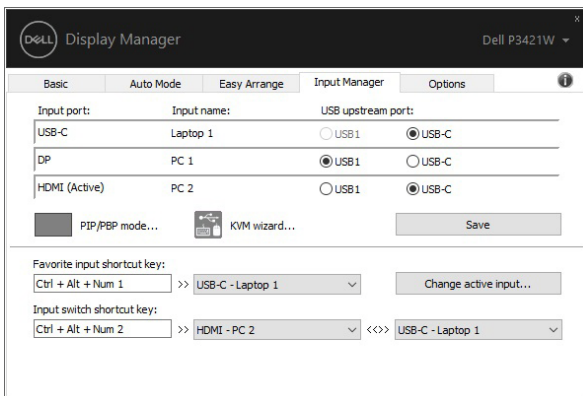 x
DELL Display Manager Dell P3421W
Basic Auto Mode Easy Arrange Input Manager Options i
Input port: Input name: USB upstream port:
USB-C Laptop 1 USB1 USB-C
DP PC 1 USB1 USB-C
HDMI (Active) PC 2 USB1 USB-C
PIP/PBP mode... KVM wizard... Save
Favorite input shortcut key:
Ctrl + Alt + Num 1 >> USB-C - Laptop 1 Change active input...
Input switch shortcut key:
Ctrl + Alt + Num 2 >> HDMI - PC 2 <<>> USB-C - Laptop 1